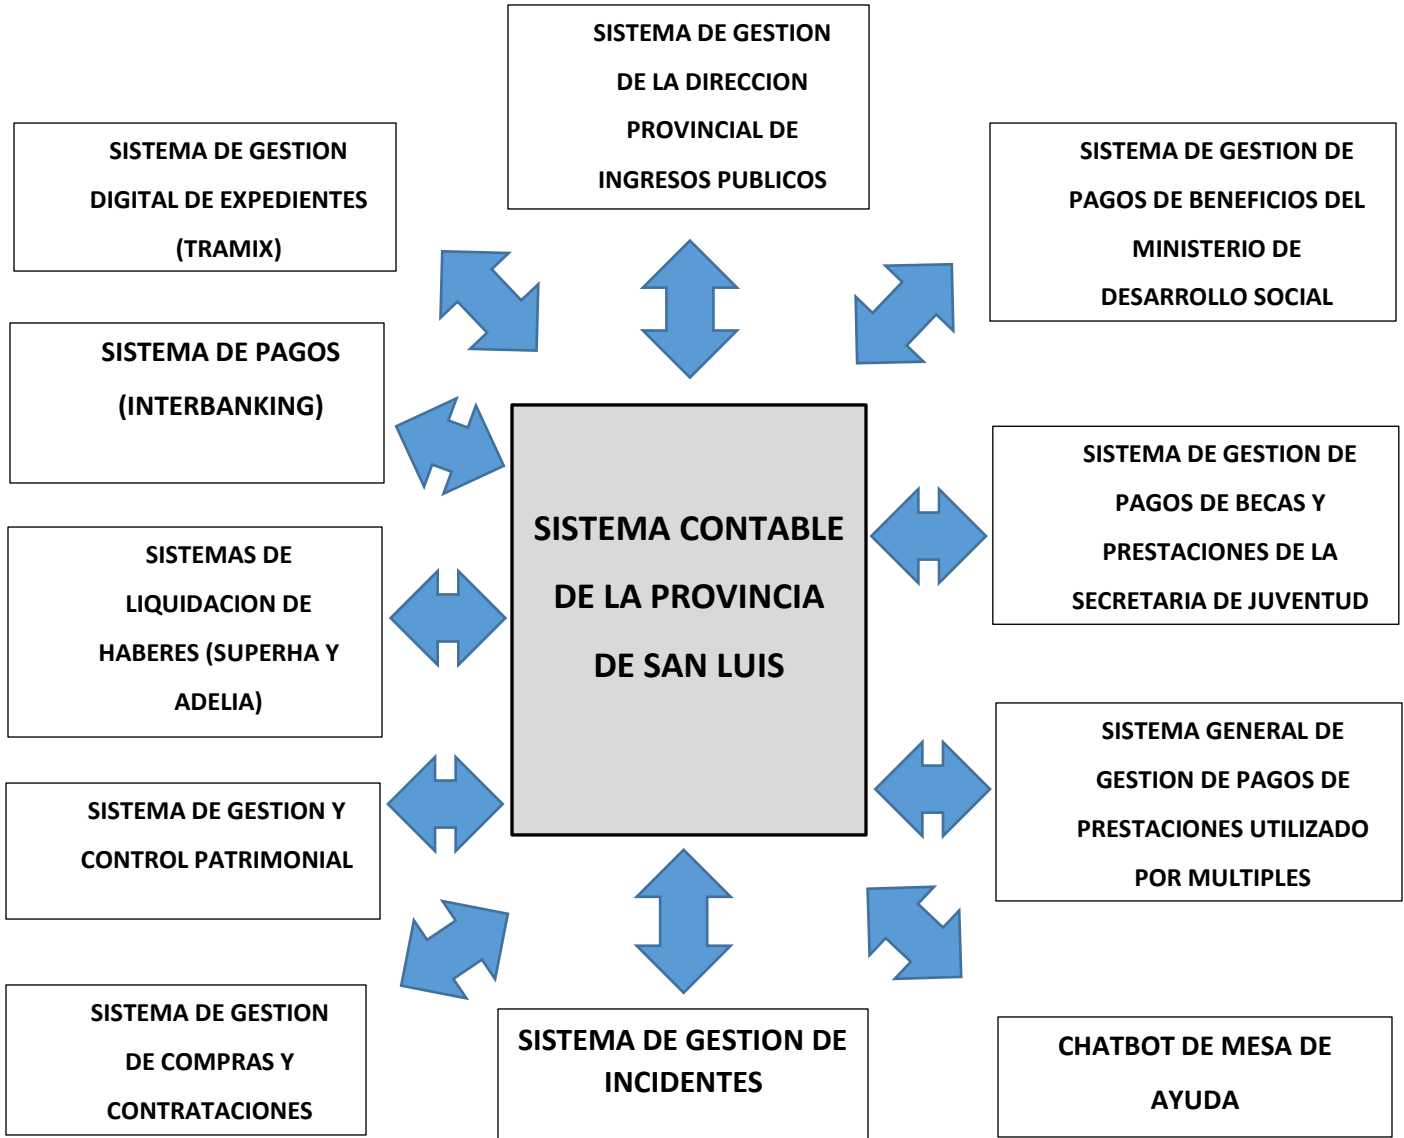 SISTEMA DE GESTION
DE LA DIRECCION
PROVINCIAL DE
INGRESOS PUBLICOS
SISTEMA DE GESTION
DIGITAL DE EXPEDIENTES
(TRAMIX)
SISTEMA DE GESTION DE
PAGOS DE BENEFICIOS DEL
MINISTERIO DE
DESARROLLO SOCIAL
SISTEMA DE PAGOS
(INTERBANKING)
SISTEMA CONTABLE
DE LA PROVINCIA
DE SAN LUIS
SISTEMA DE GESTION DE
PAGOS DE BECAS Y
PRESTACIONES DE LA
SECRETARIA DE JUVENTUD
SISTEMAS DE
LIQUIDACION DE
HABERES (SUPERHA Y
ADELIA)
SISTEMA GENERAL DE
GESTION DE PAGOS DE
PRESTACIONES UTILIZADO
POR MULTIPLES
SISTEMA DE GESTION Y
CONTROL PATRIMONIAL
SISTEMA DE GESTION
DE COMPRAS Y
CONTRATACIONES
SISTEMA DE GESTION DE
INCIDENTES
CHATBOT DE MESA DE
AYUDA